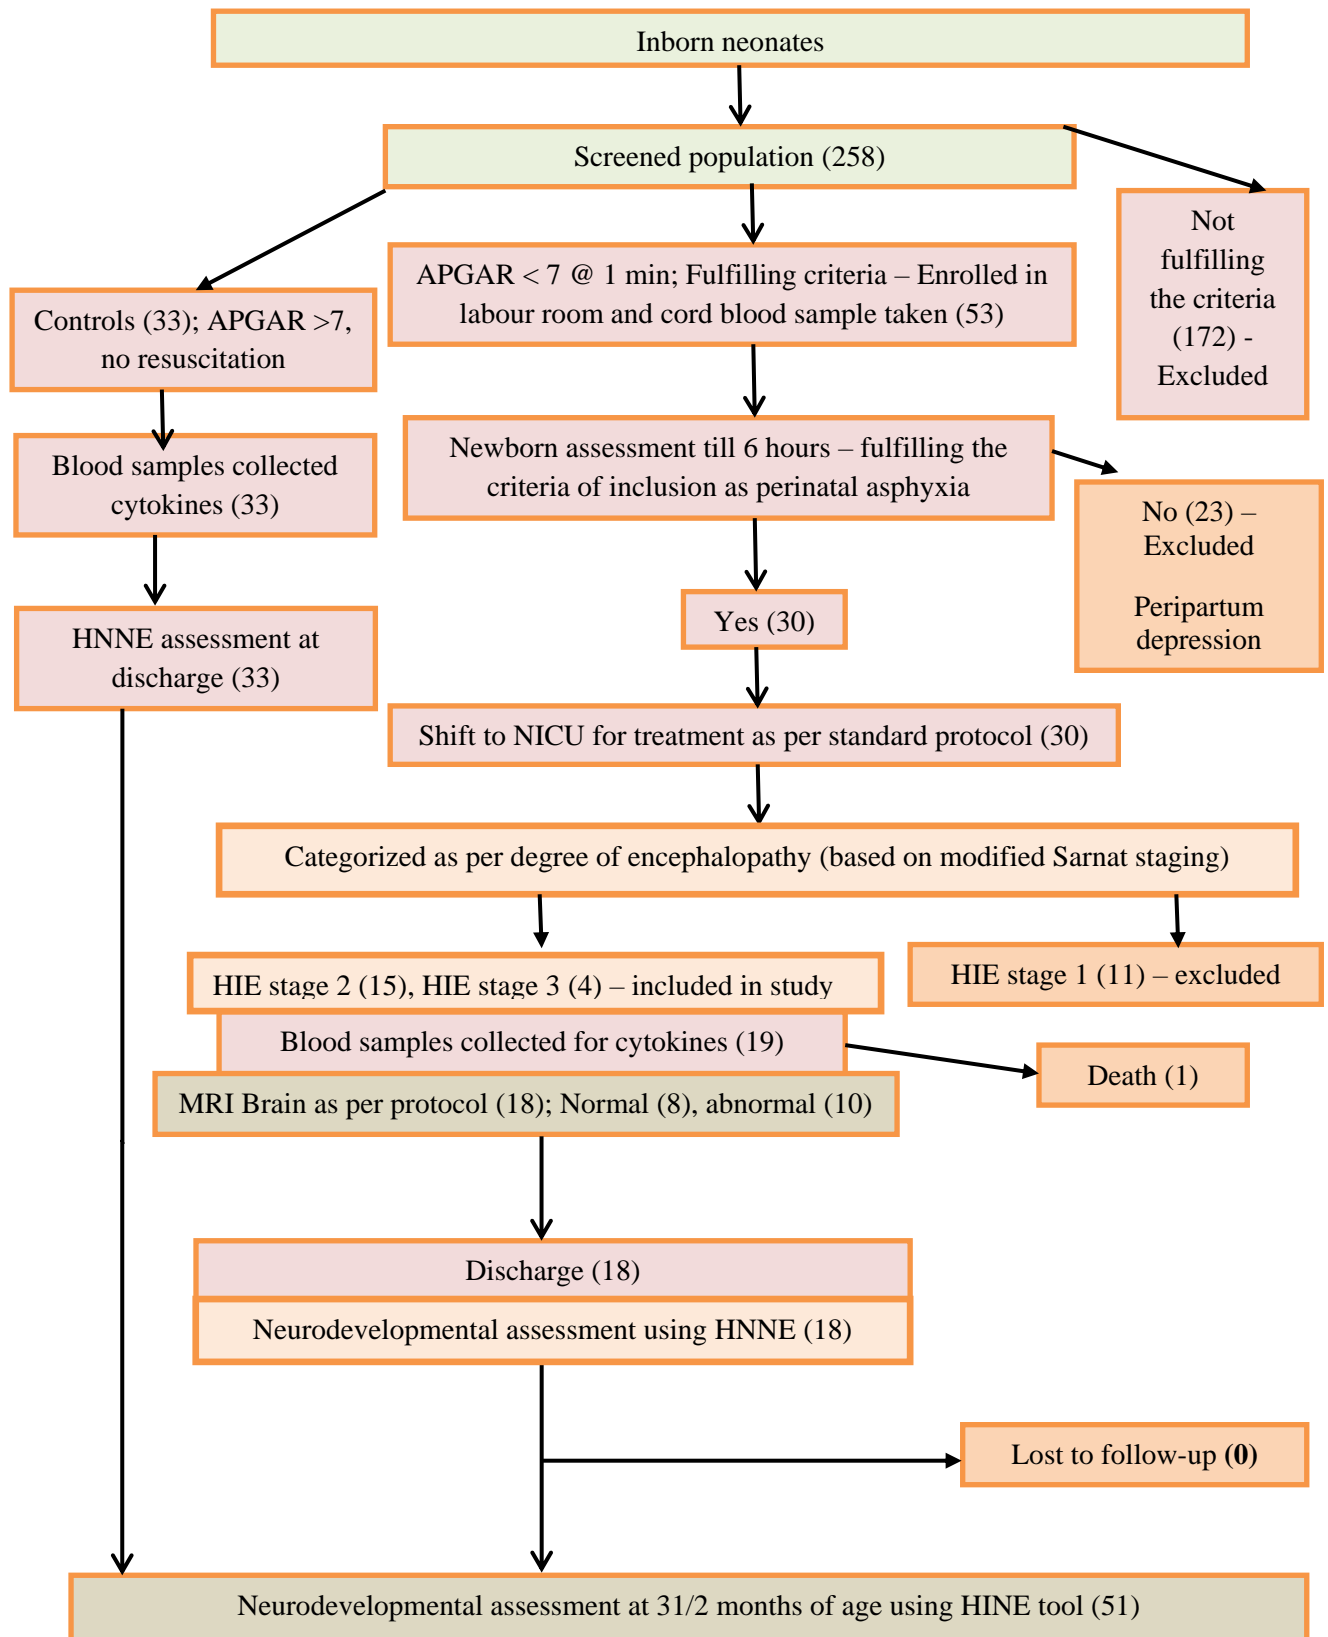 Inborn neonates
Screened population (258)
Not
fulfilling
the criteria
(172) -
Excluded
APGAR < 7 @ 1 min; Fulfilling criteria – Enrolled in
labour room and cord blood sample taken (53)
Controls (33); APGAR >7,
no resuscitation
Newborn assessment till 6 hours – fulfilling the
criteria of inclusion as perinatal asphyxia
Blood samples collected
cytokines (33)
No (23) –
Excluded
Peripartum
depression
Yes (30)
HNNE assessment at
discharge (33)
Shift to NICU for treatment as per standard protocol (30)
Categorized as per degree of encephalopathy (based on modified Sarnat staging)
HIE stage 2 (15), HIE stage 3 (4) – included in study
HIE stage 1 (11) – excluded
Blood samples collected for cytokines (19)
Death (1)
MRI Brain as per protocol (18); Normal (8), abnormal (10)
Discharge (18)
Neurodevelopmental assessment using HNNE (18)
Lost to follow-up (0)
Neurodevelopmental assessment at 31/2 months of age using HINE tool (51)